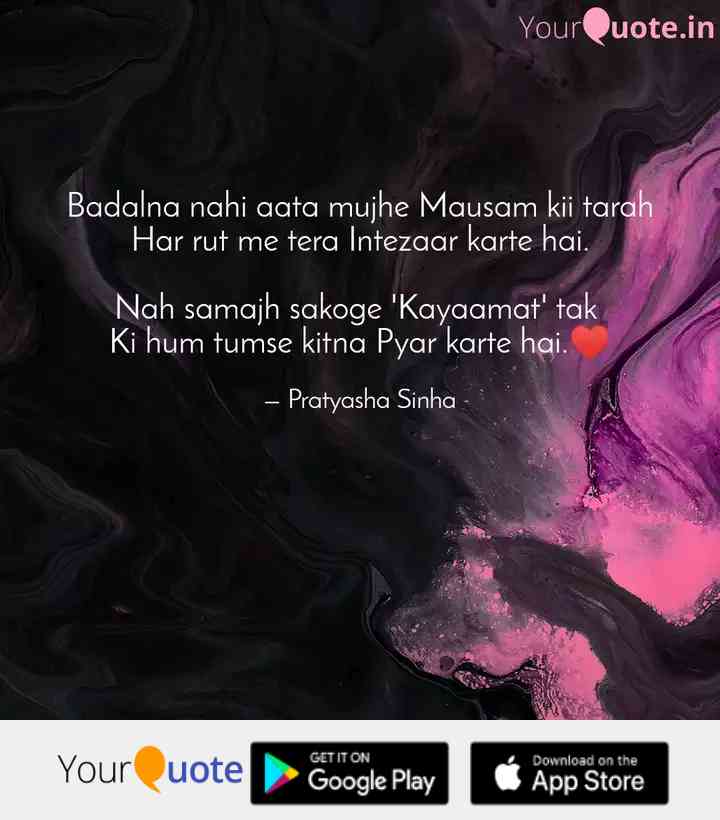 YourQuote.in
Badalna nahi aata mujhe Mausam kii tarah
Har rut me tera Intezaar karte hai.
Nah samajh sakoge 'Kayaamat' tak
Ki hum tumse kitna Pyar karte hai.❤️
– Pratyasha Sinha
YourQuote
GET IT ON
Google Play
Download on the
App Store